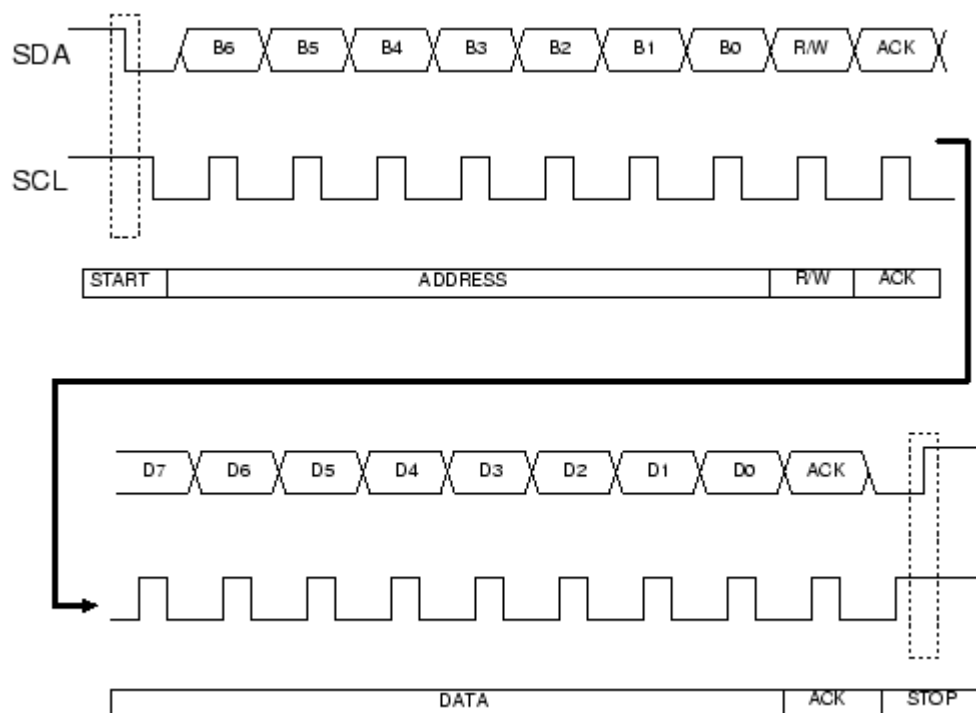 SDA B6 B5 B4 B3 B2 B1 B0 R/W ACK
SCL
START ADDRESS R/W ACK
D7 D6 D5 D4 D3 D2 D1 D0 ACK
DATA ACK STOP